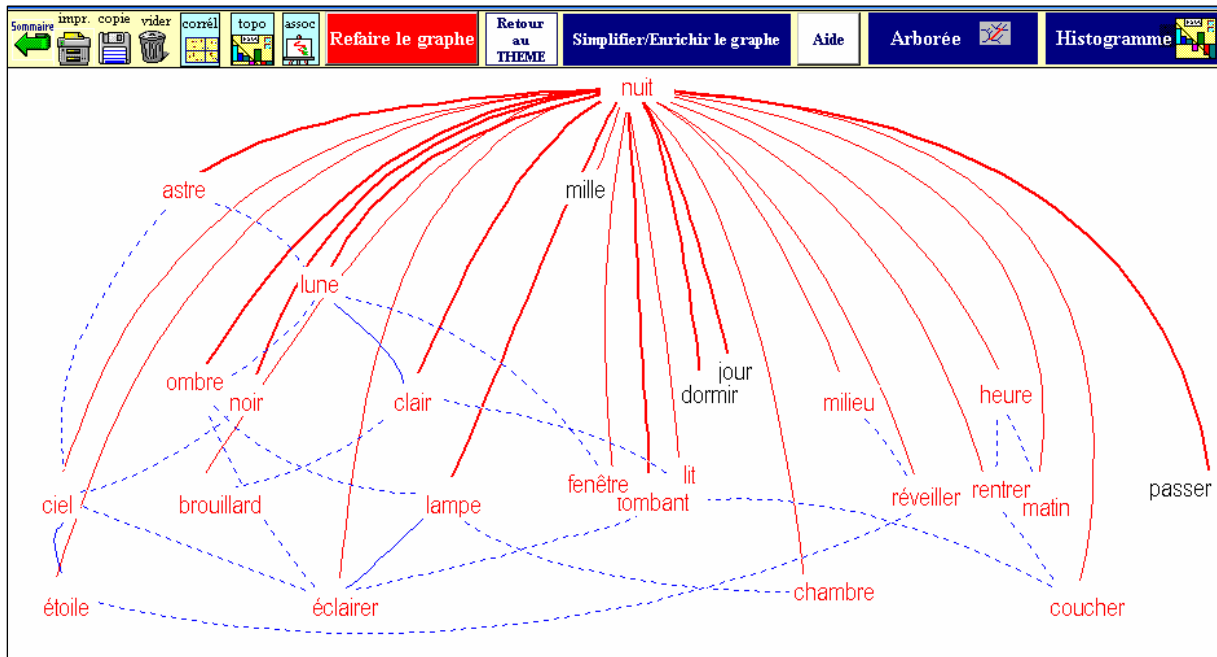 Sommaire
impr.
copie
vider
corrél
topo
assoc
Refaire le graphe
Retour
au
THEME
Simplifier/Enrichir le graphe
Aide
Arborée
Histogramme
nuit
astre
mille
lune
ombre
noir
clair
jour
dormir
milieu
heure
ciel
brouillard
lampe
fenêtre
lit
tombant
réveiller
rentrer
matin
passer
étoile
éclairer
chambre
coucher